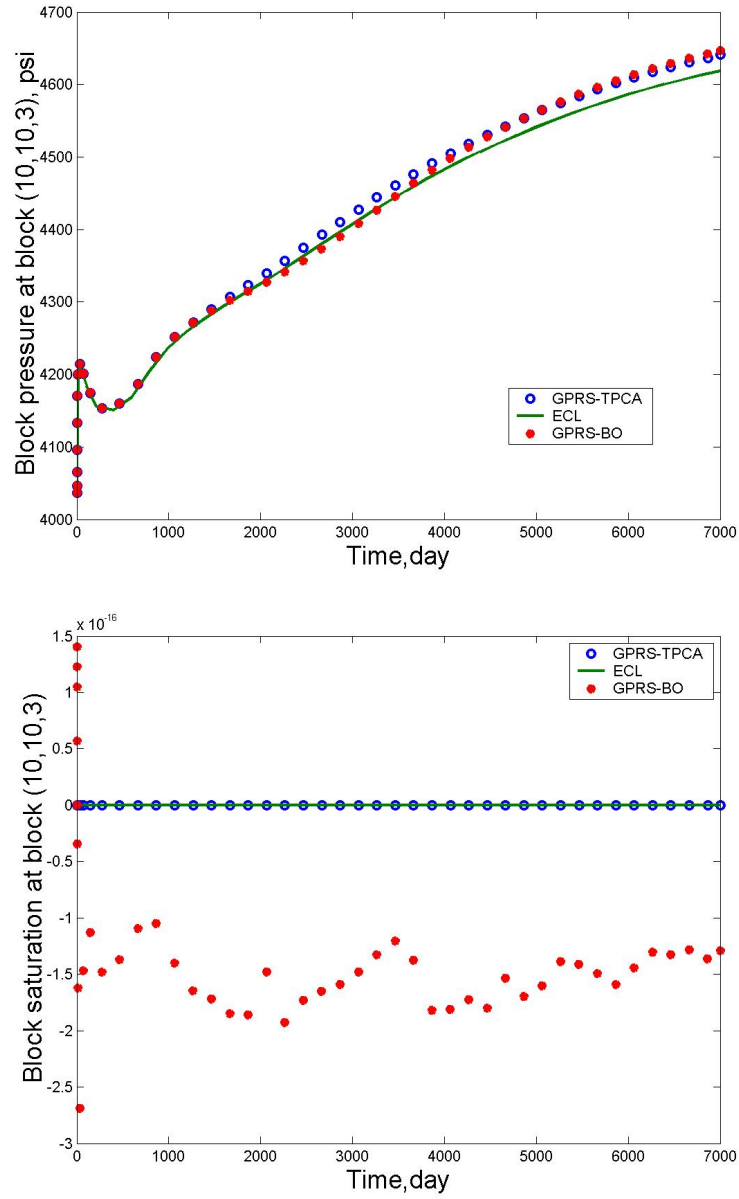 4700
4600
4500
4400
4300
4200
4100
4000
Block pressure at block (10,10,3), psi
GPRS-TPCA
ECL
GPRS-BO
0 1000 2000 3000 4000 5000 6000 7000
Time,day
x 10-16
1.5
1
0.5
0
-0.5
-1
-1.5
-2
-2.5
-3
Block saturation at block (10,10,3)
GPRS-TPCA
ECL
GPRS-BO
0 1000 2000 3000 4000 5000 6000 7000
Time,day